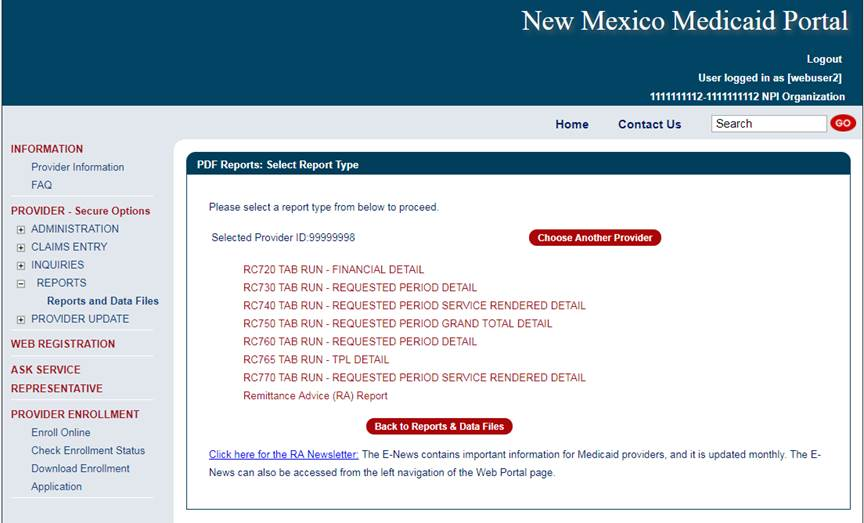 New Mexico Medicaid Portal
Logout
User logged in as [webuser2]
1111111112-1111111112 NPI Organization
Home Contact Us Search GO
INFORMATION
Provider Information
FAQ
PROVIDER - Secure Options
ADMINISTRATION
CLAIMS ENTRY
INQUIRIES
REPORTS
Reports and Data Files
PROVIDER UPDATE
WEB REGISTRATION
ASK SERVICE
REPRESENTATIVE
PROVIDER ENROLLMENT
Enroll Online
Check Enrollment Status
Download Enrollment
Application
PDF Reports: Select Report Type
Please select a report type from below to proceed.
Selected Provider ID:99999998 Choose Another Provider
RC720 TAB RUN - FINANCIAL DETAIL
RC730 TAB RUN - REQUESTED PERIOD DETAIL
RC740 TAB RUN - REQUESTED PERIOD SERVICE RENDERED DETAIL
RC750 TAB RUN - REQUESTED PERIOD GRAND TOTAL DETAIL
RC760 TAB RUN - REQUESTED PERIOD DETAIL
RC765 TAB RUN - TPL DETAIL
RC770 TAB RUN - REQUESTED PERIOD SERVICE RENDERED DETAIL
Remittance Advice (RA) Report
Back to Reports & Data Files
Click here for the RA Newsletter: The E-News contains important information for Medicaid providers, and it is updated monthly. The E-
News can also be accessed from the left navigation of the Web Portal page.